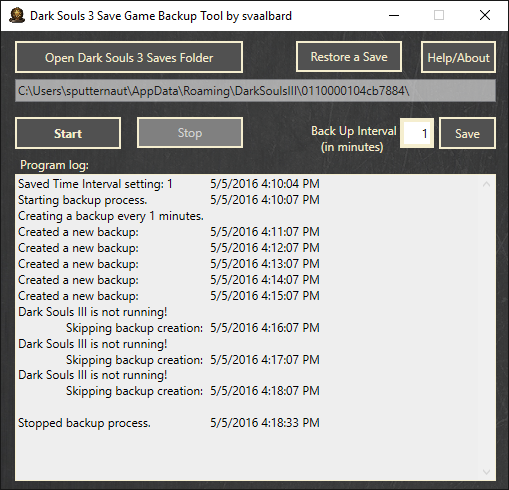 Dark Souls 3 Save Game Backup Tool by svaalbard
Open Dark Souls 3 Saves Folder
Restore a Save
Help/About
C:\Users\sputternaut\AppData\Roaming\DarkSoulsIII\0110000104cb7884\
Start
Stop
Back Up Interval
(in minutes)
1
Save
Program log:
Saved Time Interval setting: 1 5/5/2016 4:10:04 PM
Starting backup process. 5/5/2016 4:10:07 PM
Creating a backup every 1 minutes.
Created a new backup: 5/5/2016 4:11:07 PM
Created a new backup: 5/5/2016 4:12:07 PM
Created a new backup: 5/5/2016 4:13:07 PM
Created a new backup: 5/5/2016 4:14:07 PM
Created a new backup: 5/5/2016 4:15:07 PM
Dark Souls III is not running!
Skipping backup creation: 5/5/2016 4:16:07 PM
Dark Souls III is not running!
Skipping backup creation: 5/5/2016 4:17:07 PM
Dark Souls III is not running!
Skipping backup creation: 5/5/2016 4:18:07 PM
Stopped backup process. 5/5/2016 4:18:33 PM